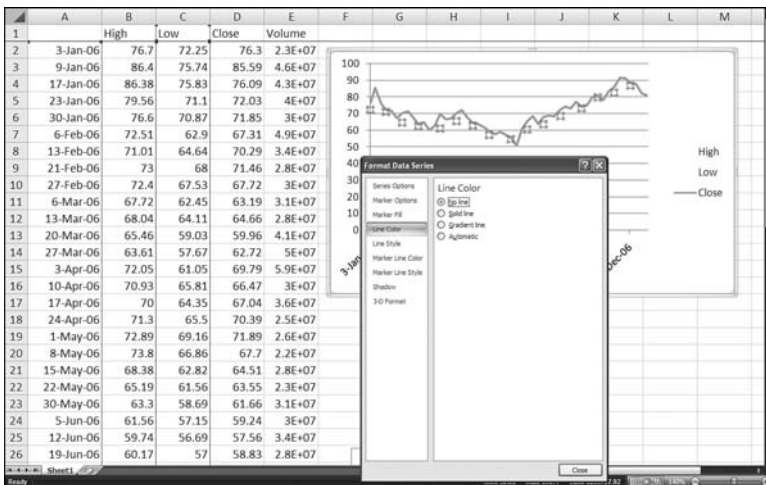 A B C D E F G H I J K L M
1 High Low Close Volume
2 3-Jan-06 76.7 72.25 76.3 2.3E+07
3 9-Jan-06 86.4 75.74 85.59 4.6E+07
4 17-Jan-06 86.38 75.83 76.09 4.3E+07
5 23-Jan-06 79.56 71.1 72.03 4E+07
6 30-Jan-06 76.6 70.87 71.85 3E+07
7 6-Feb-06 72.51 62.9 67.31 4.9E+07
8 13-Feb-06 71.01 64.64 70.29 3.4E+07
9 21-Feb-06 73 68 71.46 2.8E+07
10 27-Feb-06 72.4 67.53 67.72 3E+07
11 6-Mar-06 67.72 62.45 63.19 3.1E+07
12 13-Mar-06 68.04 64.11 64.66 2.8E+07
13 20-Mar-06 65.46 59.03 59.96 4.1E+07
14 27-Mar-06 63.61 57.67 62.72 5E+07
15 3-Apr-06 72.05 61.05 69.79 5.9E+07
16 10-Apr-06 70.93 65.81 66.47 3E+07
17 17-Apr-06 70 64.35 67.04 3.6E+07
18 24-Apr-06 71.3 65.5 70.39 2.5E+07
19 1-May-06 72.89 69.16 71.89 2.6E+07
20 8-May-06 73.8 66.86 67.7 2.2E+07
21 15-May-06 68.38 62.82 64.51 2.8E+07
22 22-May-06 65.19 61.56 63.55 2.3E+07
23 30-May-06 63.3 58.69 61.66 3.1E+07
24 5-Jun-06 61.56 57.15 59.24 3E+07
25 12-Jun-06 59.74 56.69 57.56 3.4E+07
26 19-Jun-06 60.17 57 58.83 2.8E+07
Sheet1
Ready
140%
100
90
80
70
60
50
40
30
20
10
0
3-Jan
Dec-06
High
Low
Close
Format Data Series
Series Options
Marker Options
Marker Fill
Line Color
Line Style
Marker Line Color
Marker Line Style
Shadow
3-D Format
Line Color
No line
Solid line
Gradient line
Automatic
Close